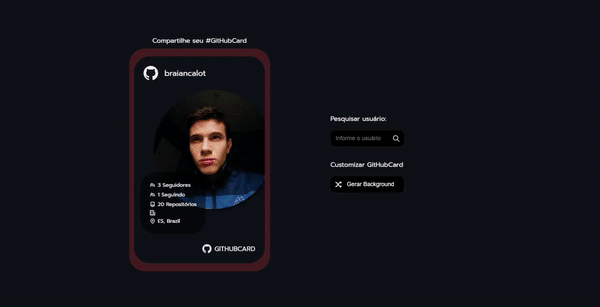 Compartilhe seu #GitHubCard
braiancalot
3 Seguidores
1 Seguindo
20 Repositórios
ES, Brazil
GITHUBCARD
Pesquisar usuário:
Informe o usuário
Customizar GitHubCard
Gerar Background